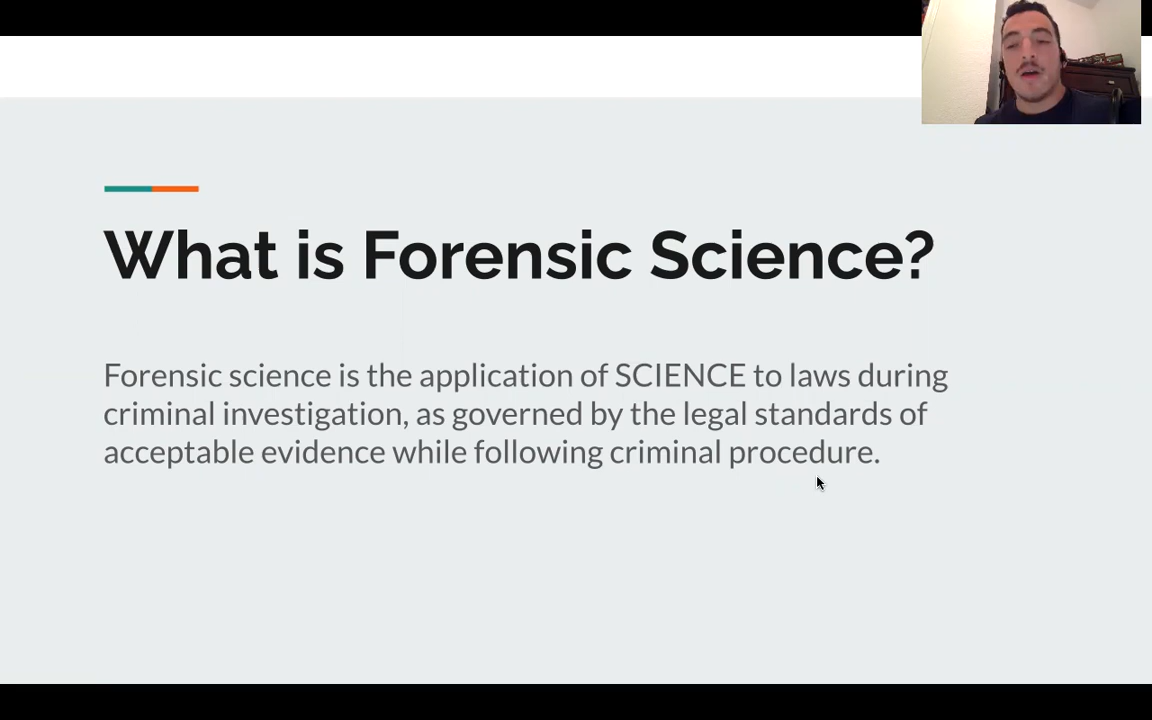 What is Forensic Science?
Forensic science is the application of SCIENCE to laws during
criminal investigation, as governed by the legal standards of
acceptable evidence while following criminal procedure.